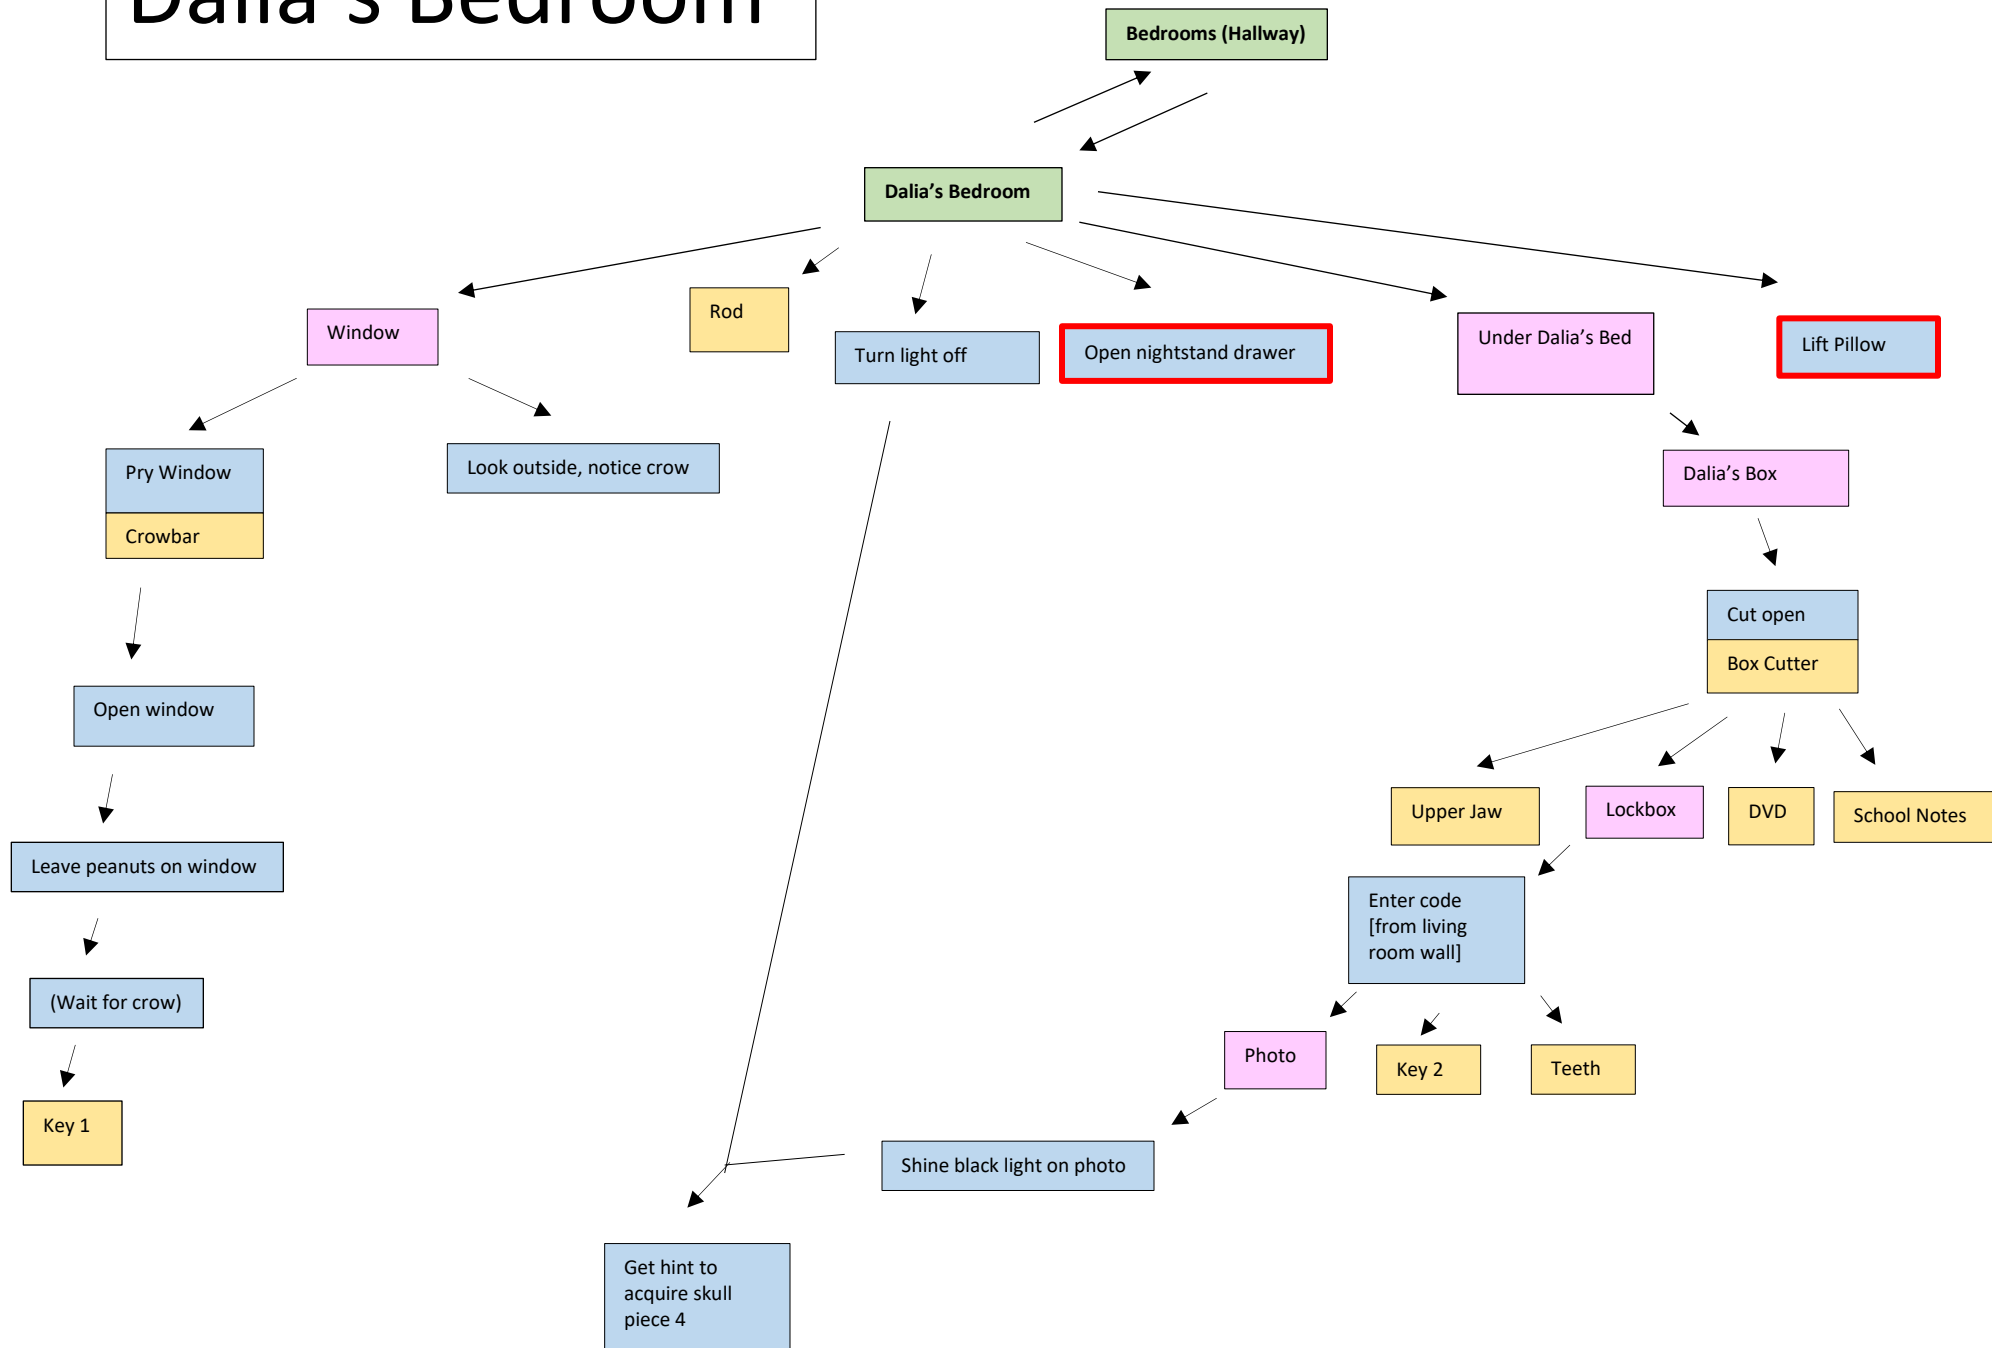 Dalia's Bedroom
Bedrooms (Hallway)
Dalia's Bedroom
Window
Rod
Turn light off
Open nightstand drawer
Under Dalia's Bed
Lift Pillow
Pry Window
Crowbar
Look outside, notice crow
Dalia's Box
Cut open
Box Cutter
Open window
Upper Jaw
Lockbox
DVD
School Notes
Leave peanuts on window
Enter code
[from living
room wall]
(Wait for crow)
Photo
Key 2
Teeth
Key 1
Shine black light on photo
Get hint to
acquire skull
piece 4